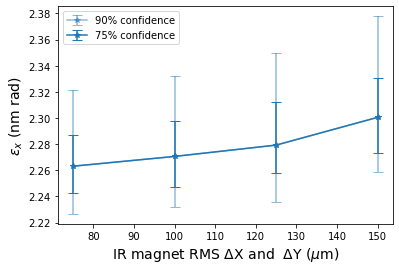 90% confidence
75% confidence
2.38
2.36
2.34
2.32
2.30
2.28
2.26
2.24
2.22
εₓ (nm rad)
80 90 100 110 120 130 140 150
IR magnet RMS ΔX and ΔY (μm)